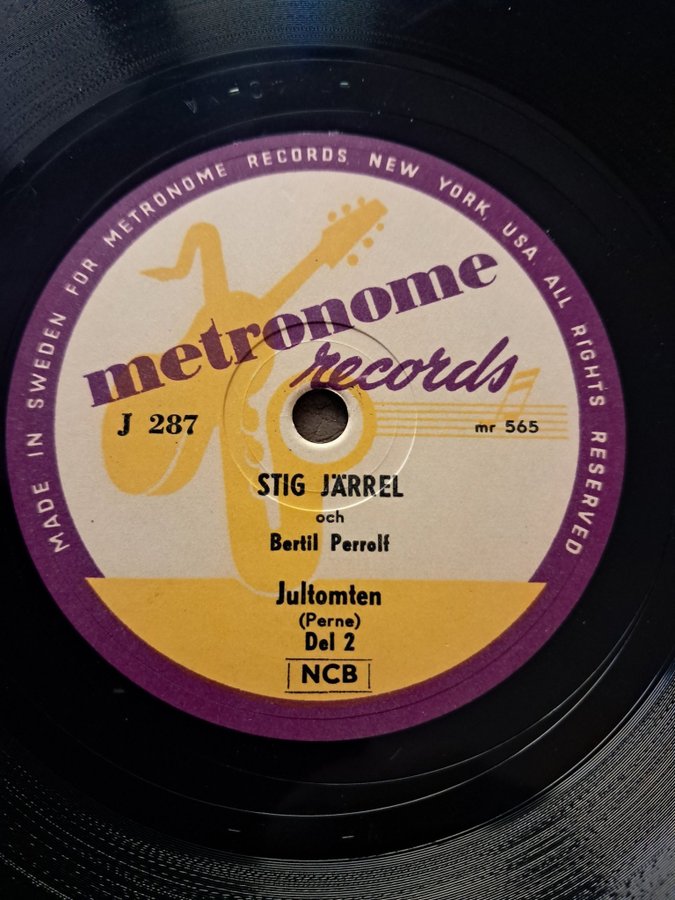 MADE IN SWEDEN FOR METRONOME RECORDS NEW YORK, USA ALL RIGHTS RESERVED
metronome
records
J 287
mr 565
STIG JÄRREL
och
Bertil Perrolf
Jultomten
(Perne)
Del 2
NCB